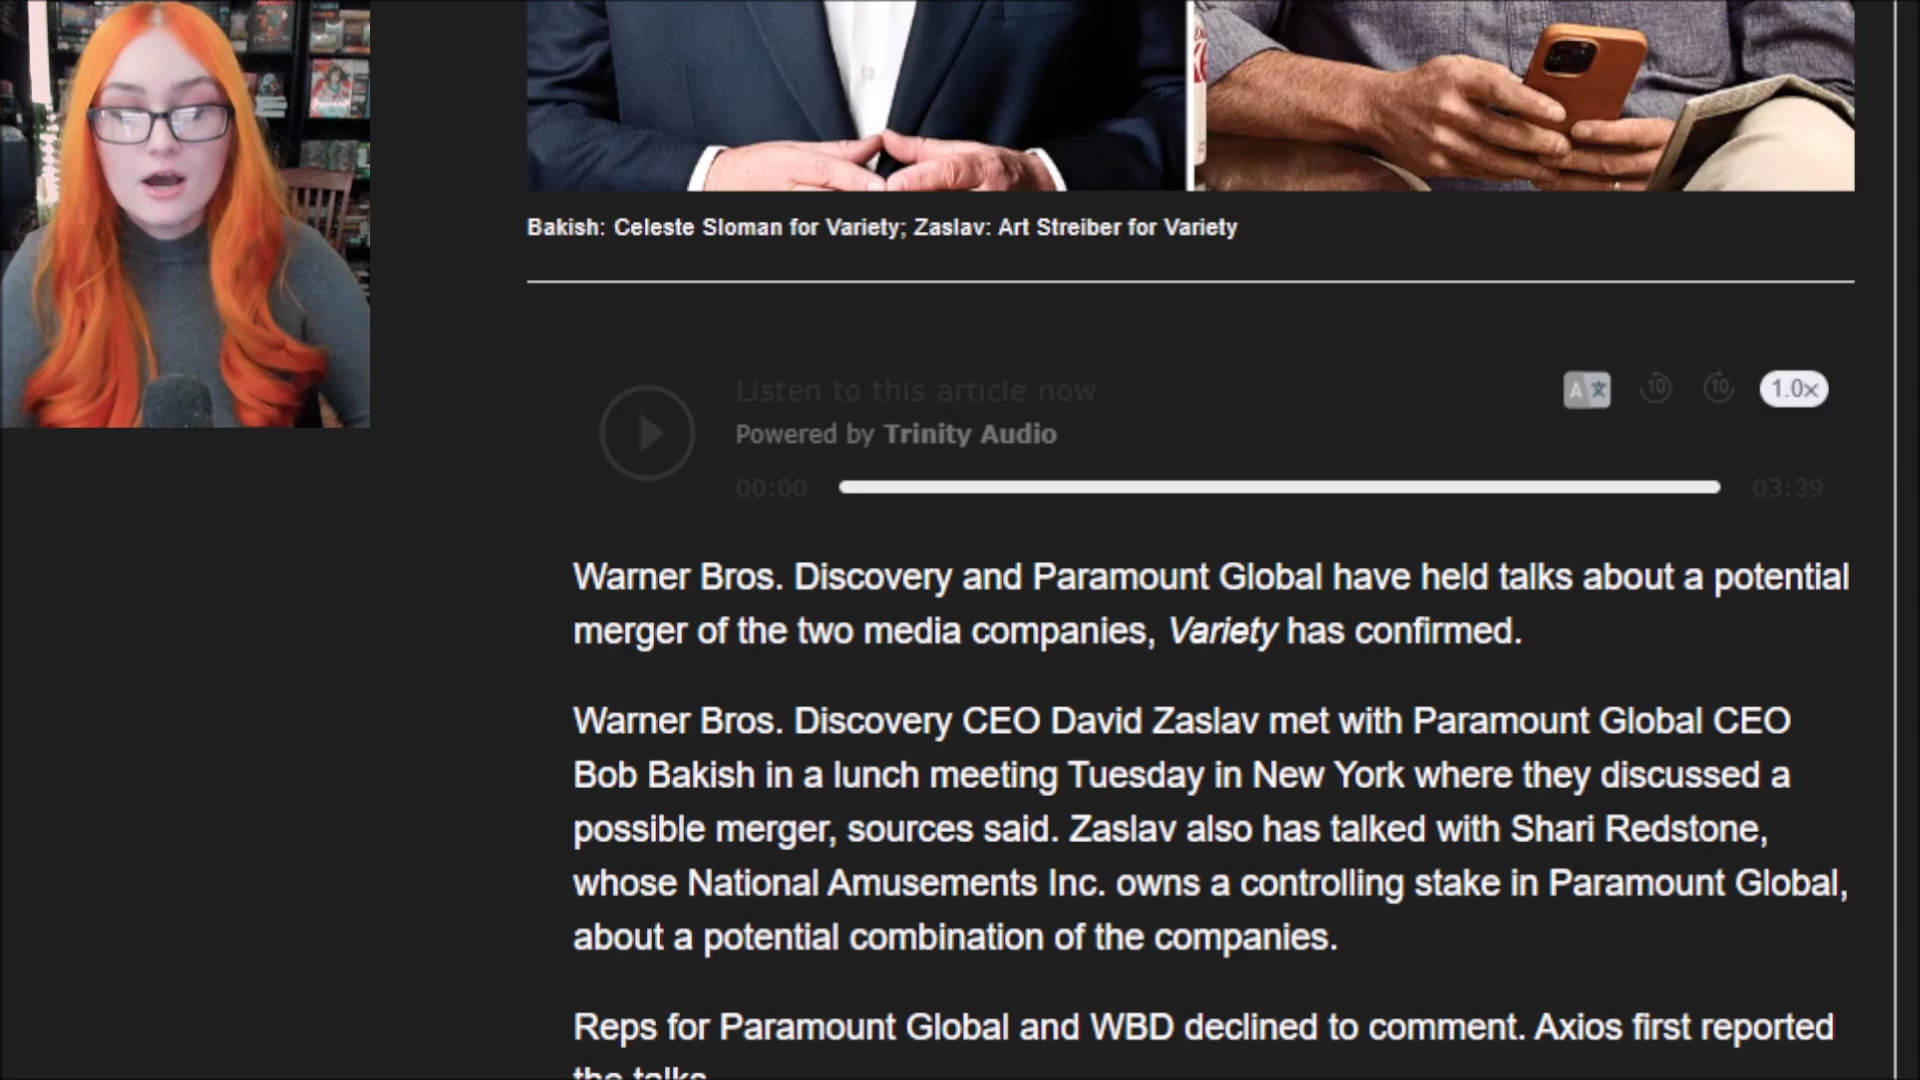 Bakish: Celeste Sloman for Variety; Zaslav: Art Streiber for Variety
Listen to this article now
10
10
1.0x
Powered by Trinity Audio
00:00
03:39
Warner Bros. Discovery and Paramount Global have held talks about a potential
merger of the two media companies, Variety has confirmed.
Warner Bros. Discovery CEO David Zaslav met with Paramount Global CEO
Bob Bakish in a lunch meeting Tuesday in New York where they discussed a
possible merger, sources said. Zaslav also has talked with Shari Redstone,
whose National Amusements Inc. owns a controlling stake in Paramount Global,
about a potential combination of the companies.
Reps for Paramount Global and WBD declined to comment. Axios first reported
the talks.